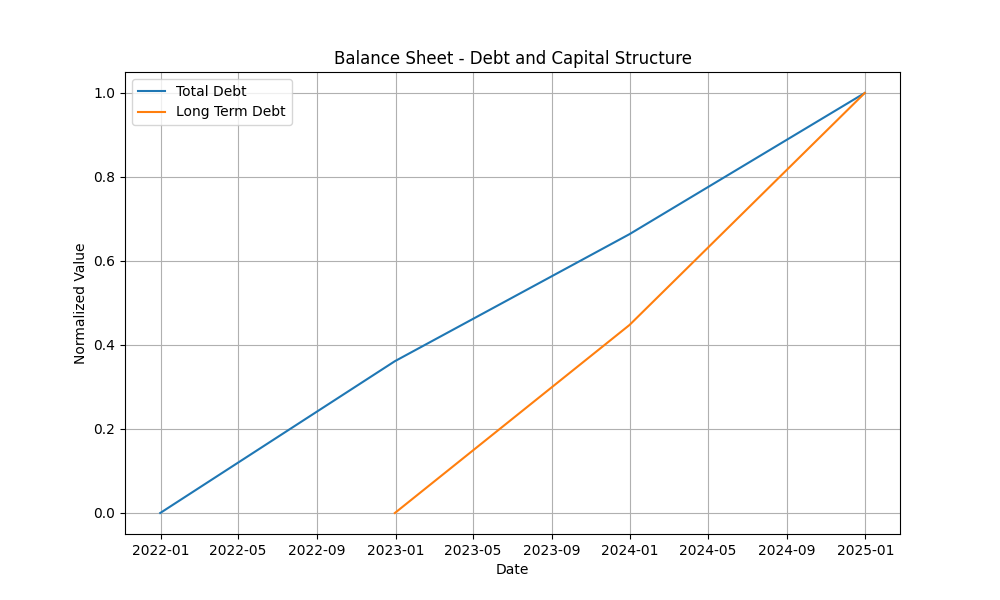 Balance Sheet - Debt and Capital Structure
Total Debt
Long Term Debt
Normalized Value
1.0
0.8
0.6
0.4
0.2
0.0
2022-01 2022-05 2022-09 2023-01 2023-05 2023-09 2024-01 2024-05 2024-09 2025-01
Date